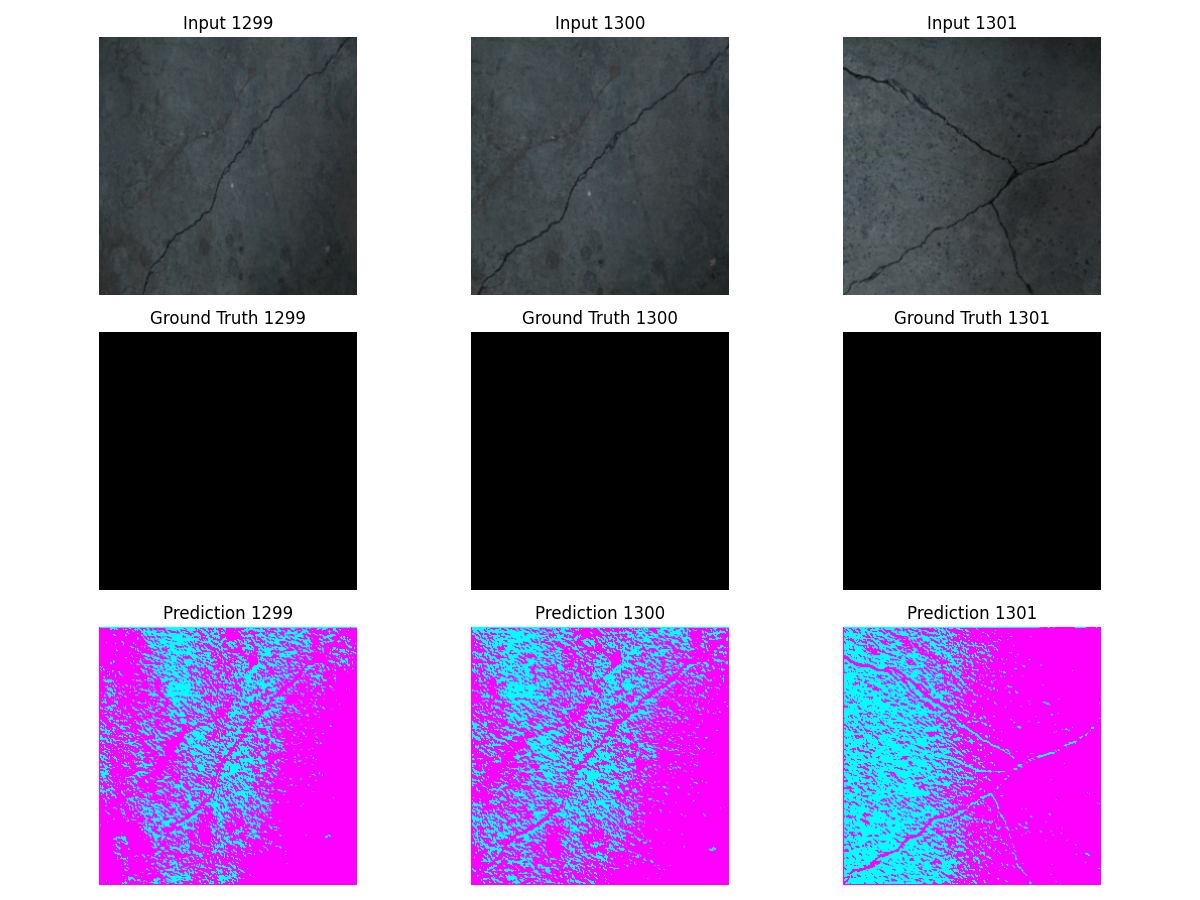 Input 1299
Input 1300
Input 1301
Ground Truth 1299
Ground Truth 1300
Ground Truth 1301
Prediction 1299
Prediction 1300
Prediction 1301